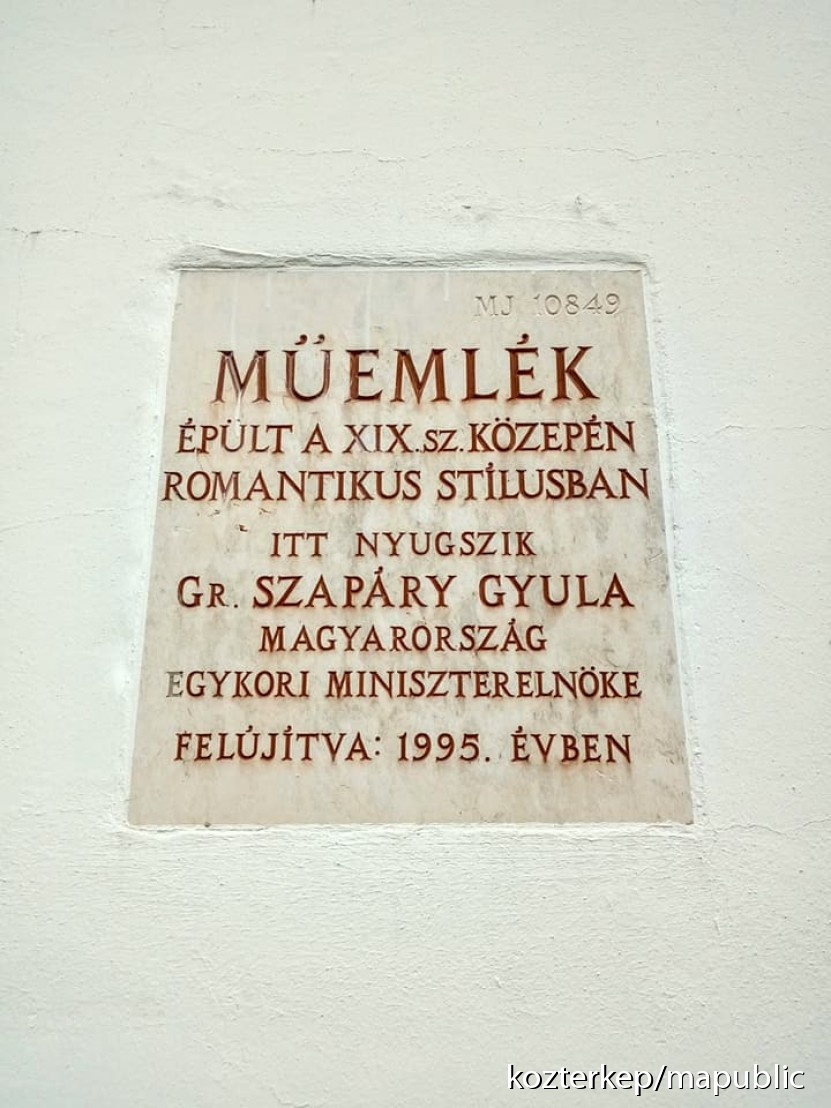 MJ 10849
MŰEMLÉK
ÉPÜLT A XIX.SZ.KÖZEPÉN
ROMANTIKUS STÍLUSBAN
ITT NYUGSZIK
GR. SZAPÁRY GYULA
MAGYARORSZÁG
EGYKORI MINISZTERELNÖKE
FELÚJÍTVA: 1995. ÉVBEN
kozterkep/mapublic